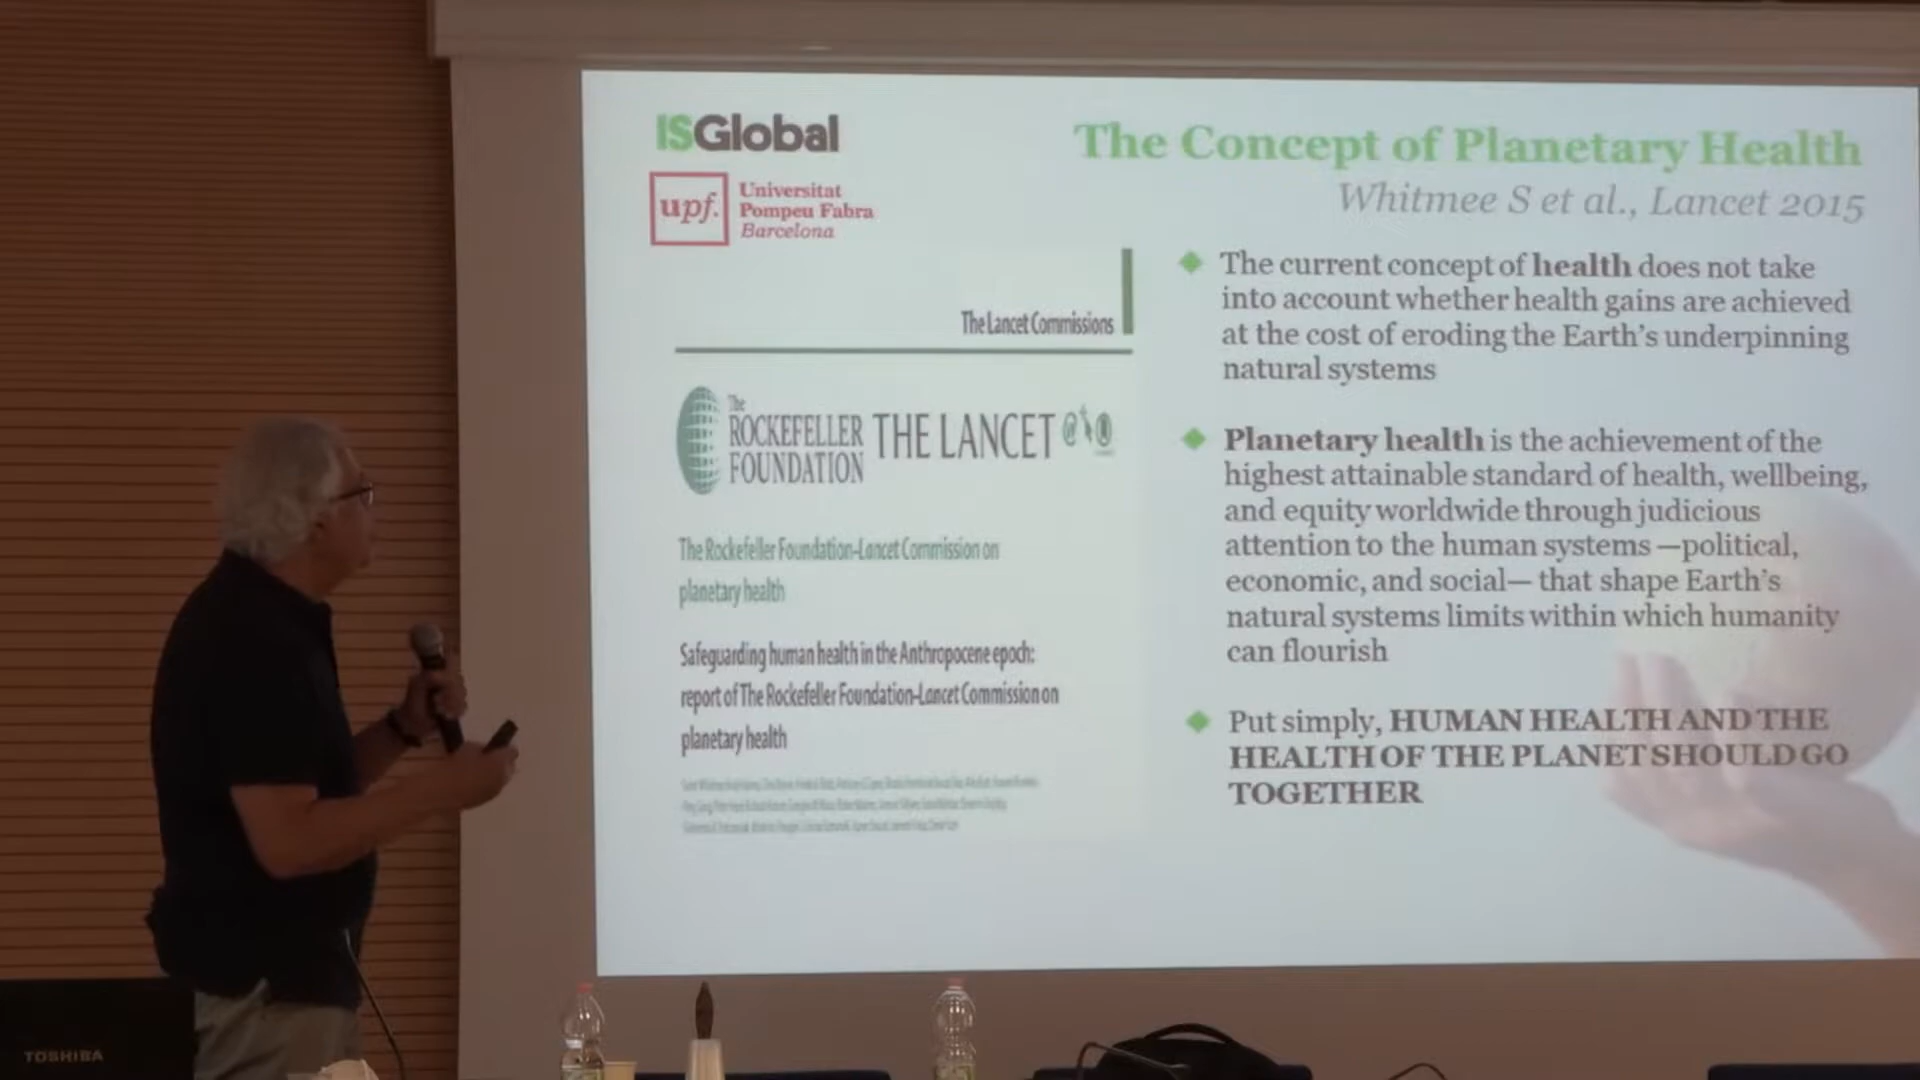 ISGlobal
upf.
Universitat
Pompeu Fabra
Barcelona
The Concept of Planetary Health
Whitmee S et al., Lancet 2015
The Lancet Commissions
The
ROCKEFELLER
FOUNDATION
THE LANCET
The Rockefeller Foundation–Lancet Commission on
planetary health
Safeguarding human health in the Anthropocene epoch:
report of The Rockefeller Foundation–Lancet Commission on
planetary health
The current concept of health does not take
into account whether health gains are achieved
at the cost of eroding the Earth's underpinning
natural systems
Planetary health is the achievement of the
highest attainable standard of health, wellbeing,
and equity worldwide through judicious
attention to the human systems —political,
economic, and social— that shape Earth's
natural systems limits within which humanity
can flourish
Put simply, HUMAN HEALTH AND THE
HEALTH OF THE PLANET SHOULD GO
TOGETHER
TOSHIBA